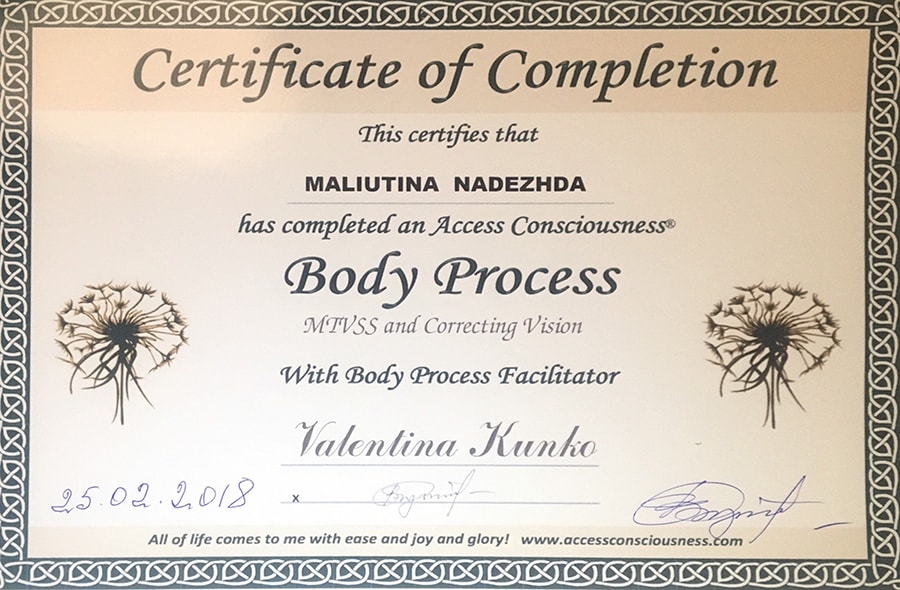 Certificate of Completion
This certifies that
MALIUTINA NADEZHDA
has completed an Access Consciousness®
Body Process
MTVSS and Correcting Vision
With Body Process Facilitator
Valentina Kunko
25.02.2018
x
All of life comes to me with ease and joy and glory! www.accessconsciousness.com